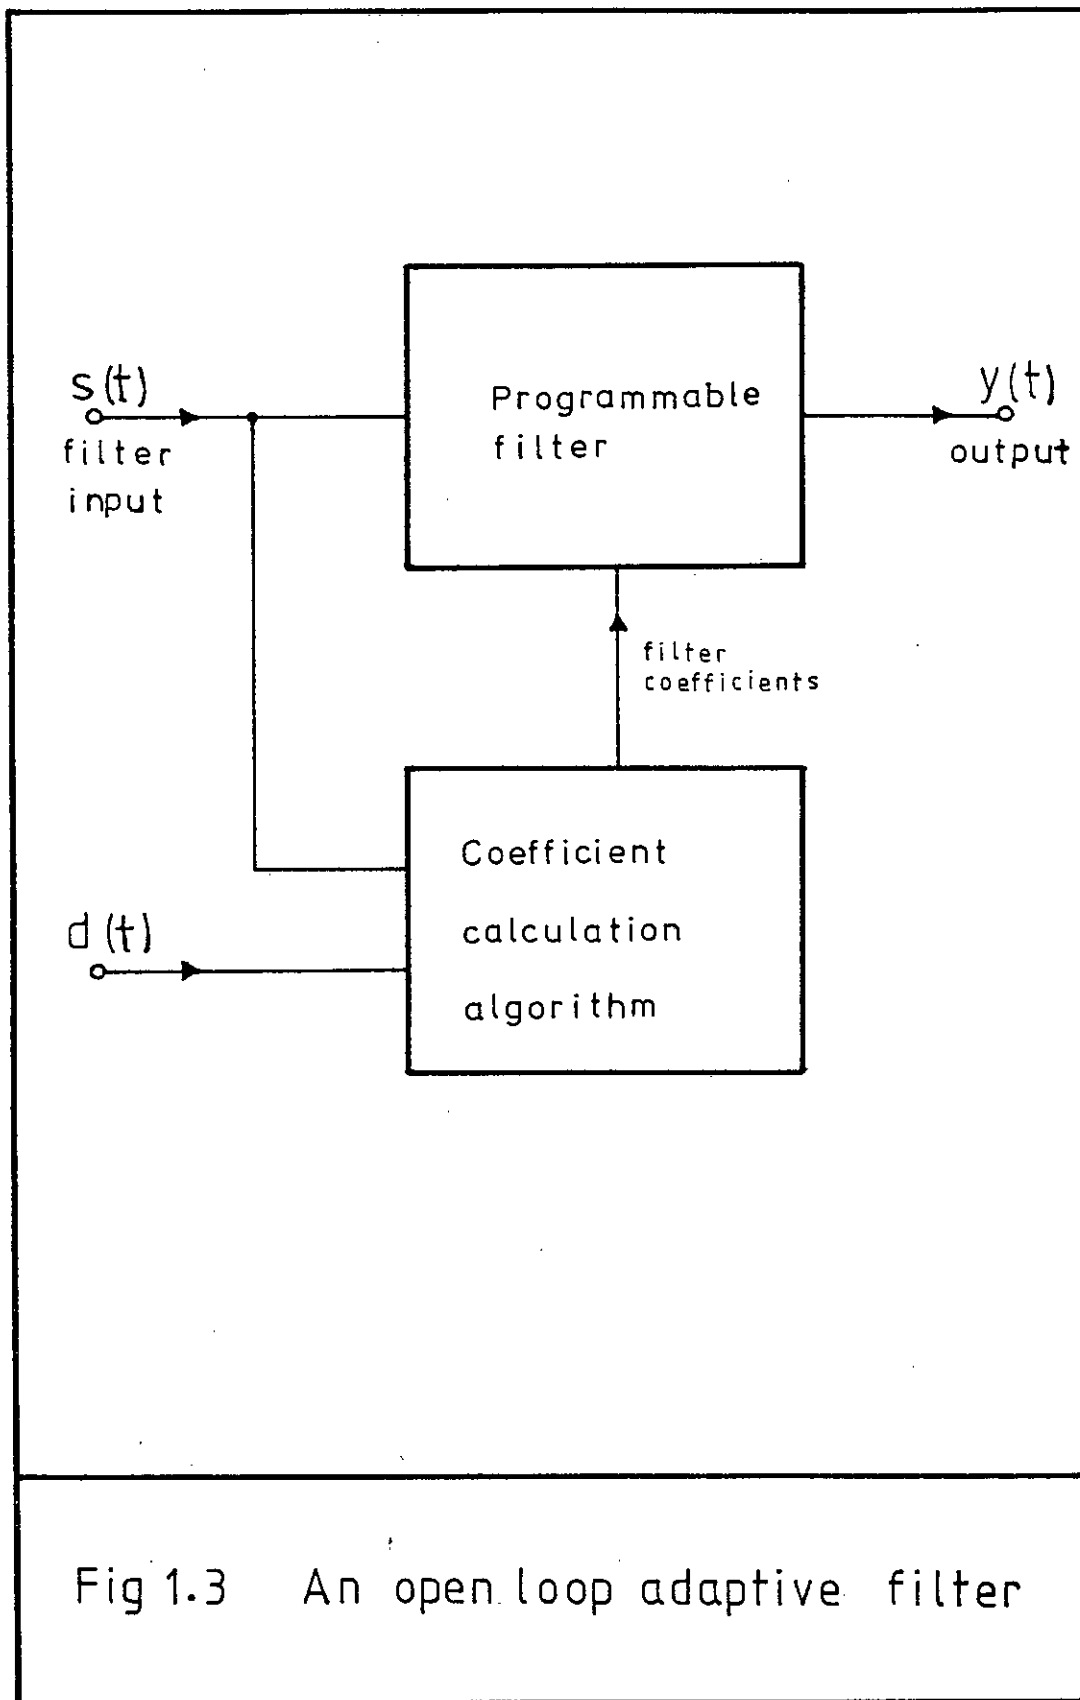 s(t)
filter
input
Programmable
filter
y(t)
output
filter
coefficients
Coefficient
calculation
algorithm
d(t)
Fig 1.3 An open loop adaptive filter